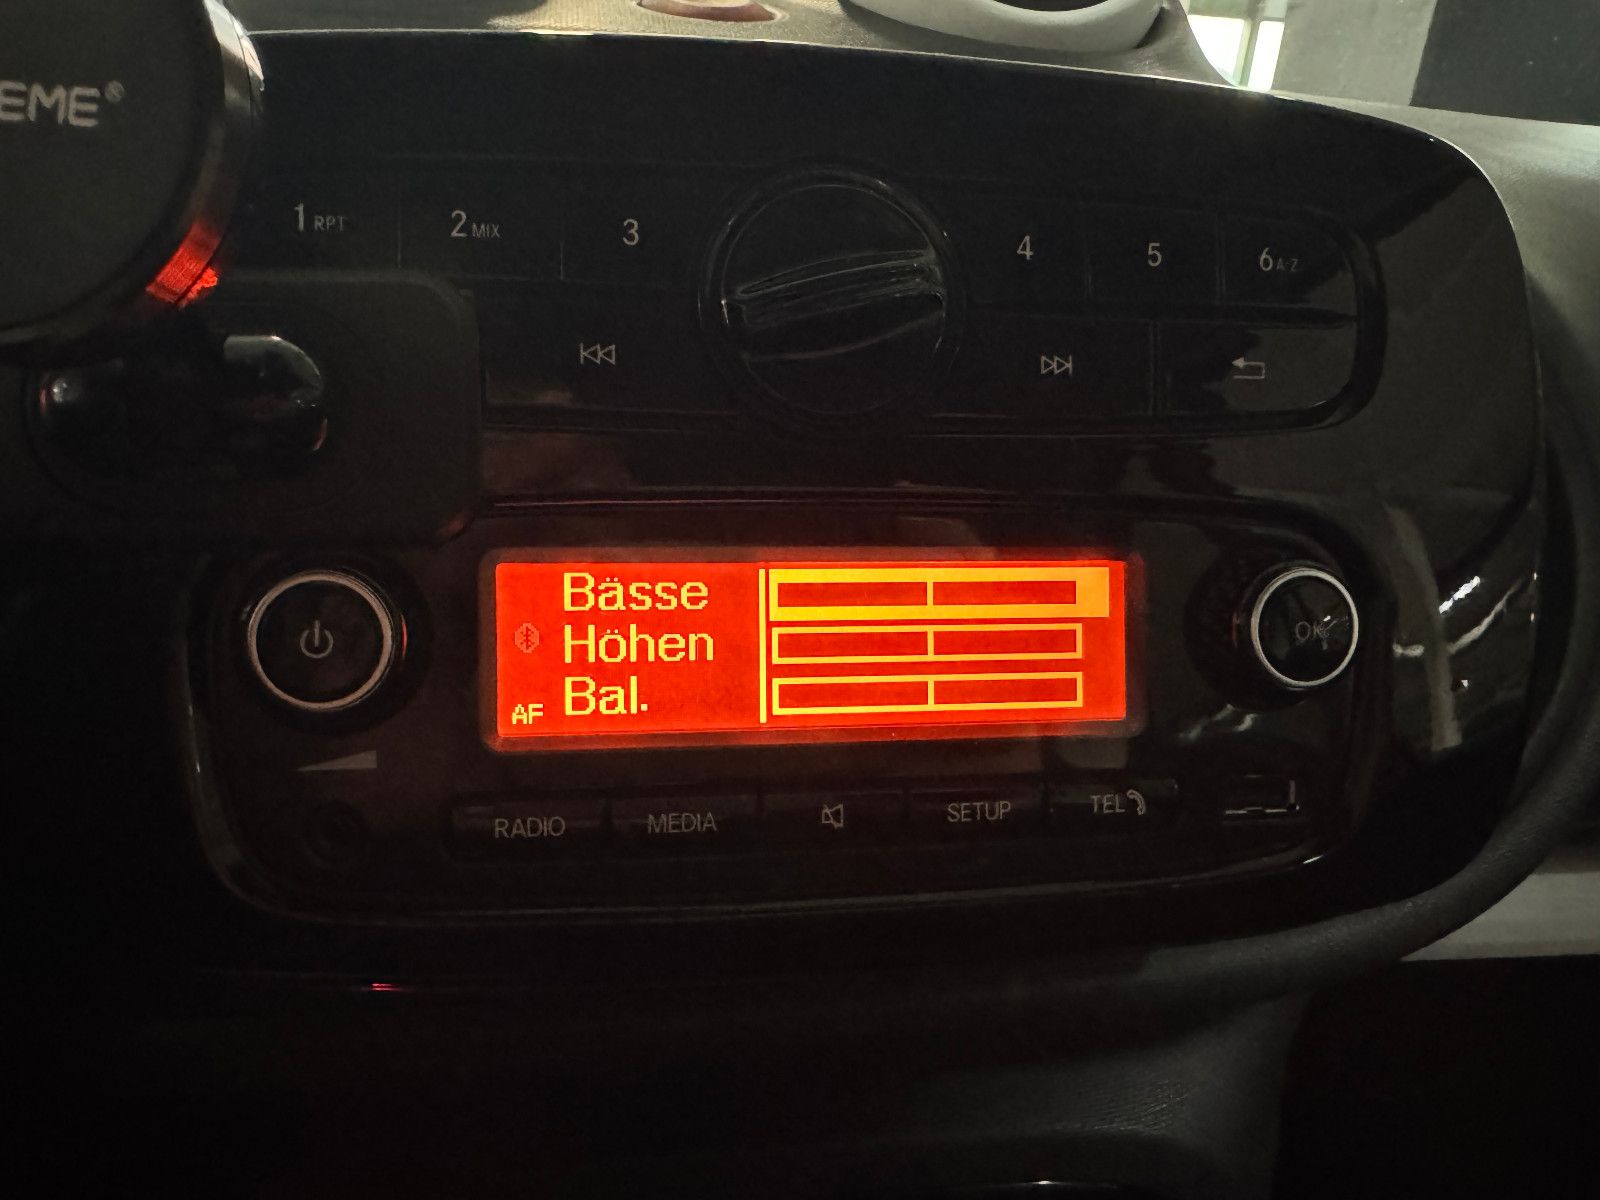 EME®
1 RPT
2 MIX
3
4
5
6 A-Z
Bässe
Höhen
AF Bal.
OK
RADIO
MEDIA
SETUP
TEL